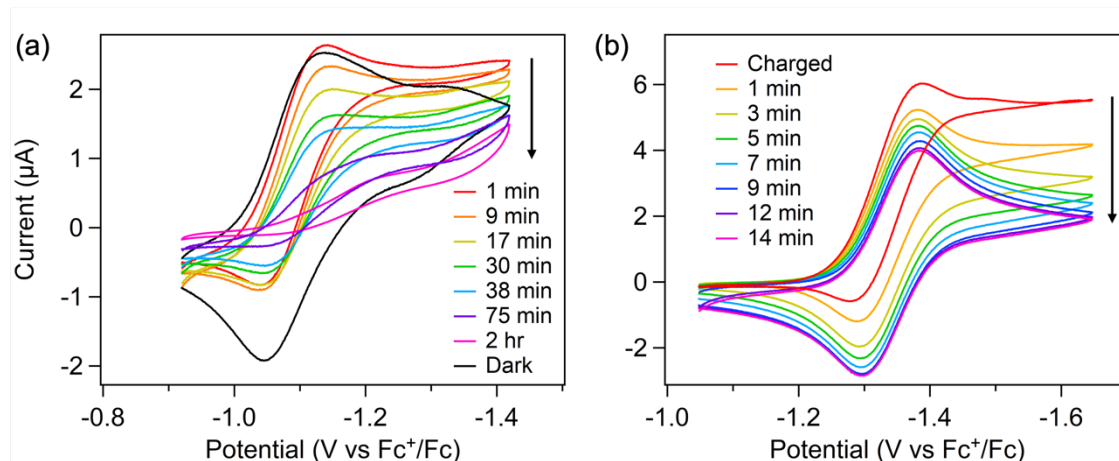 (a)
2
1
0
-1
-2
Current (µA)
1 min
9 min
17 min
30 min
38 min
75 min
2 hr
Dark
-0.8
-1.0
-1.2
-1.4
Potential (V vs Fc⁺/Fc)
(b)
6
4
2
0
-2
Charged
1 min
3 min
5 min
7 min
9 min
12 min
14 min
-1.0
-1.2
-1.4
-1.6
Potential (V vs Fc⁺/Fc)